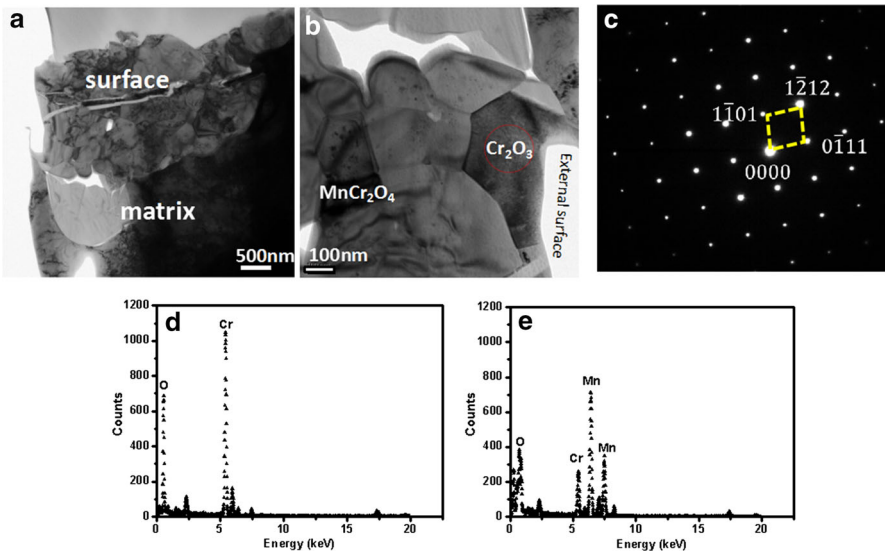 a
surface
matrix
500nm
b
Cr₂O₃
MnCr₂O₄
External surface
100nm
c
1̄212
1̄101
01̄11
0000
d
1200
1000
800
600
400
200
0
Cr
O
Counts
0 5 10 15 20
Energy (keV)
e
1200
1000
800
600
400
200
0
Mn
O
Cr
Mn
Counts
0 5 10 15 20
Energy (keV)